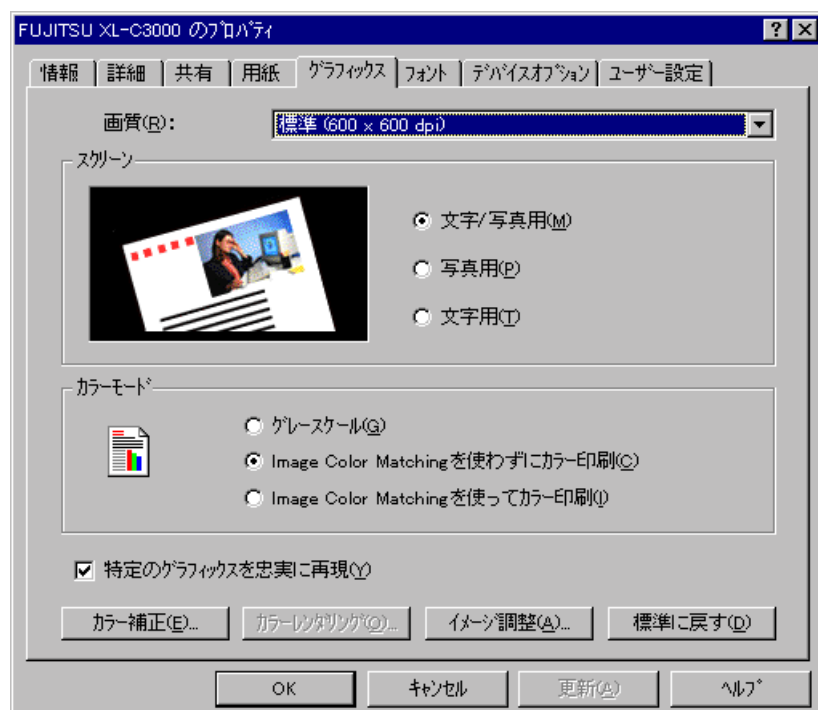 FUJITSU XL-C3000 のﾌﾟﾛﾊﾟﾃｨ
情報 詳細 共有 用紙 ｸﾞﾗﾌｨｯｸｽ ﾌｫﾝﾄ ﾃﾞﾊﾞｲｽｵﾌﾟｼｮﾝ ﾕｰｻﾞｰ設定
画質(R): 標準 (600 x 600 dpi)
ｽｸﾘｰﾝ
文字/写真用(M)
写真用(P)
文字用(T)
ｶﾗｰﾓｰﾄﾞ
ｸﾞﾚｰｽｹｰﾙ(G)
Image Color Matchingを使わずにｶﾗｰ印刷(C)
Image Color Matchingを使ってｶﾗｰ印刷(I)
特定のｸﾞﾗﾌｨｯｸｽを忠実に再現(Y)
ｶﾗｰ補正(E)... ｶﾗｰﾚﾝﾀﾞﾘﾝｸﾞ(O)... ｲﾒｰｼﾞ調整(A)... 標準に戻す(D)
OK ｷｬﾝｾﾙ 更新(A) ﾍﾙﾌﾟ